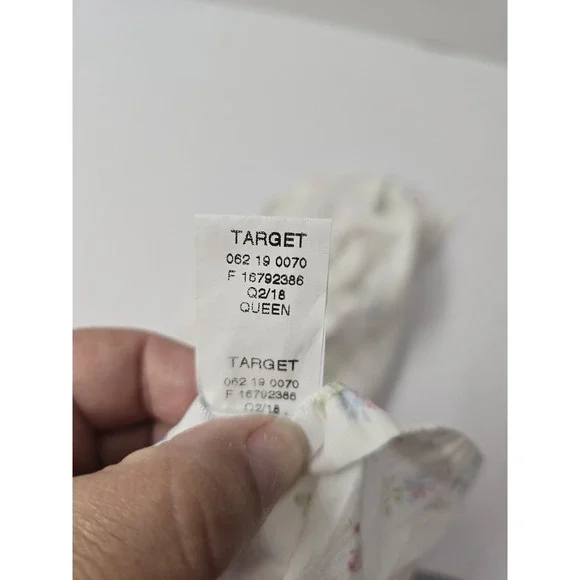 TARGET
062 19 0070
F 16792386
Q2/18
QUEEN
TARGET
062 19 0070
F 16792386
Q2/18